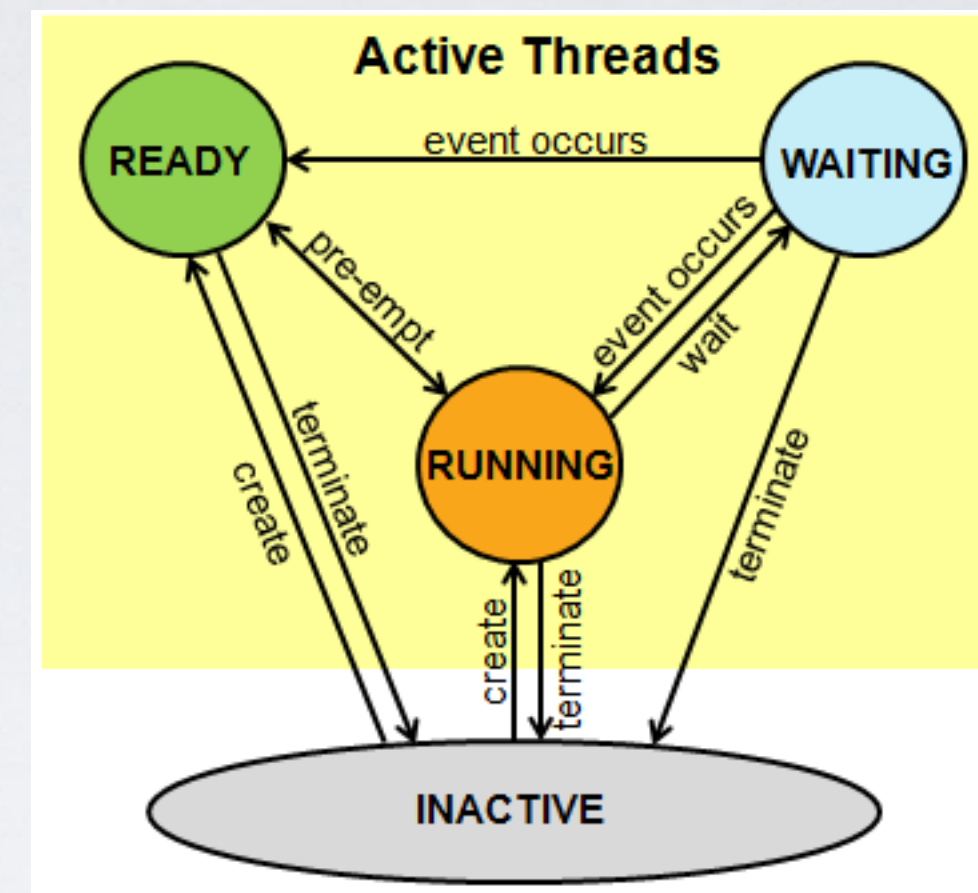 Active Threads
READY
event occurs
WAITING
pre-empt
event occurs
wait
RUNNING
create
terminate
create
terminate
terminate
INACTIVE